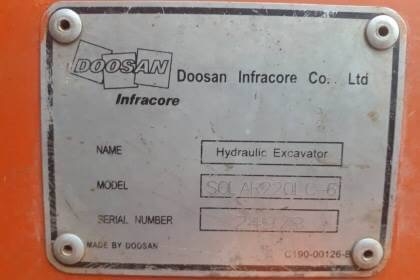 DOOSAN
Infracore
Doosan Infracore Co., Ltd
NAME Hydraulic Excavator
MODEL SOLAR220LC-6
SERIAL NUMBER
MADE BY DOOSAN
C190-00126-B